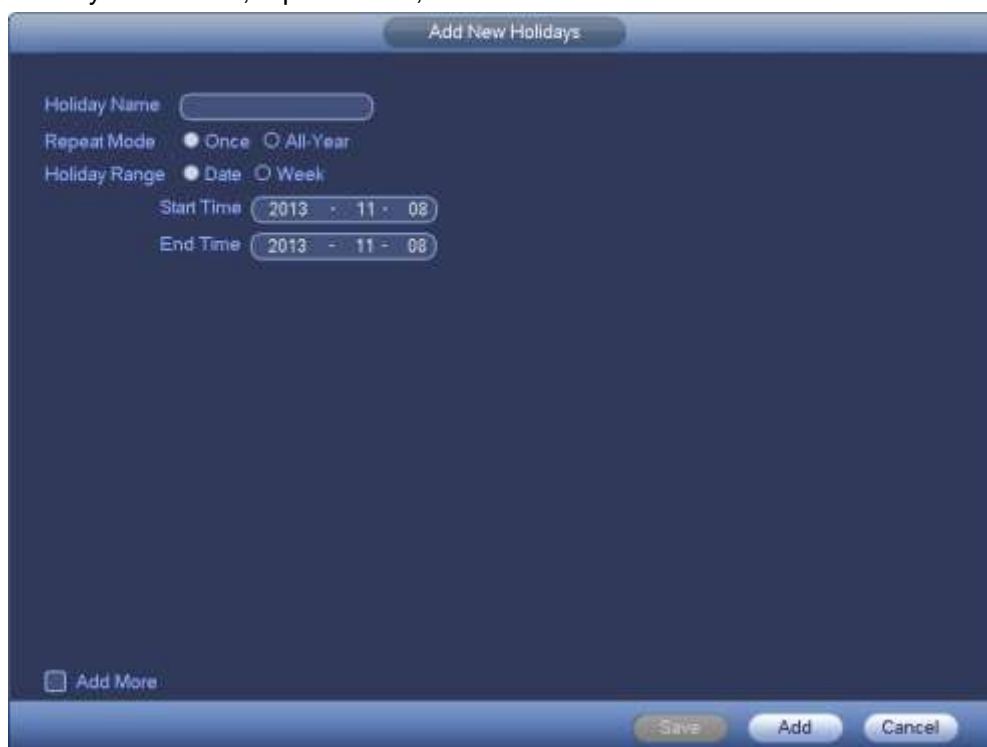 Add New Holidays
Holiday Name
Repeat Mode Once All-Year
Holiday Range Date Week
Start Time 2013 - 11 - 08
End Time 2013 - 11 - 08
Add More
Save Add Cancel